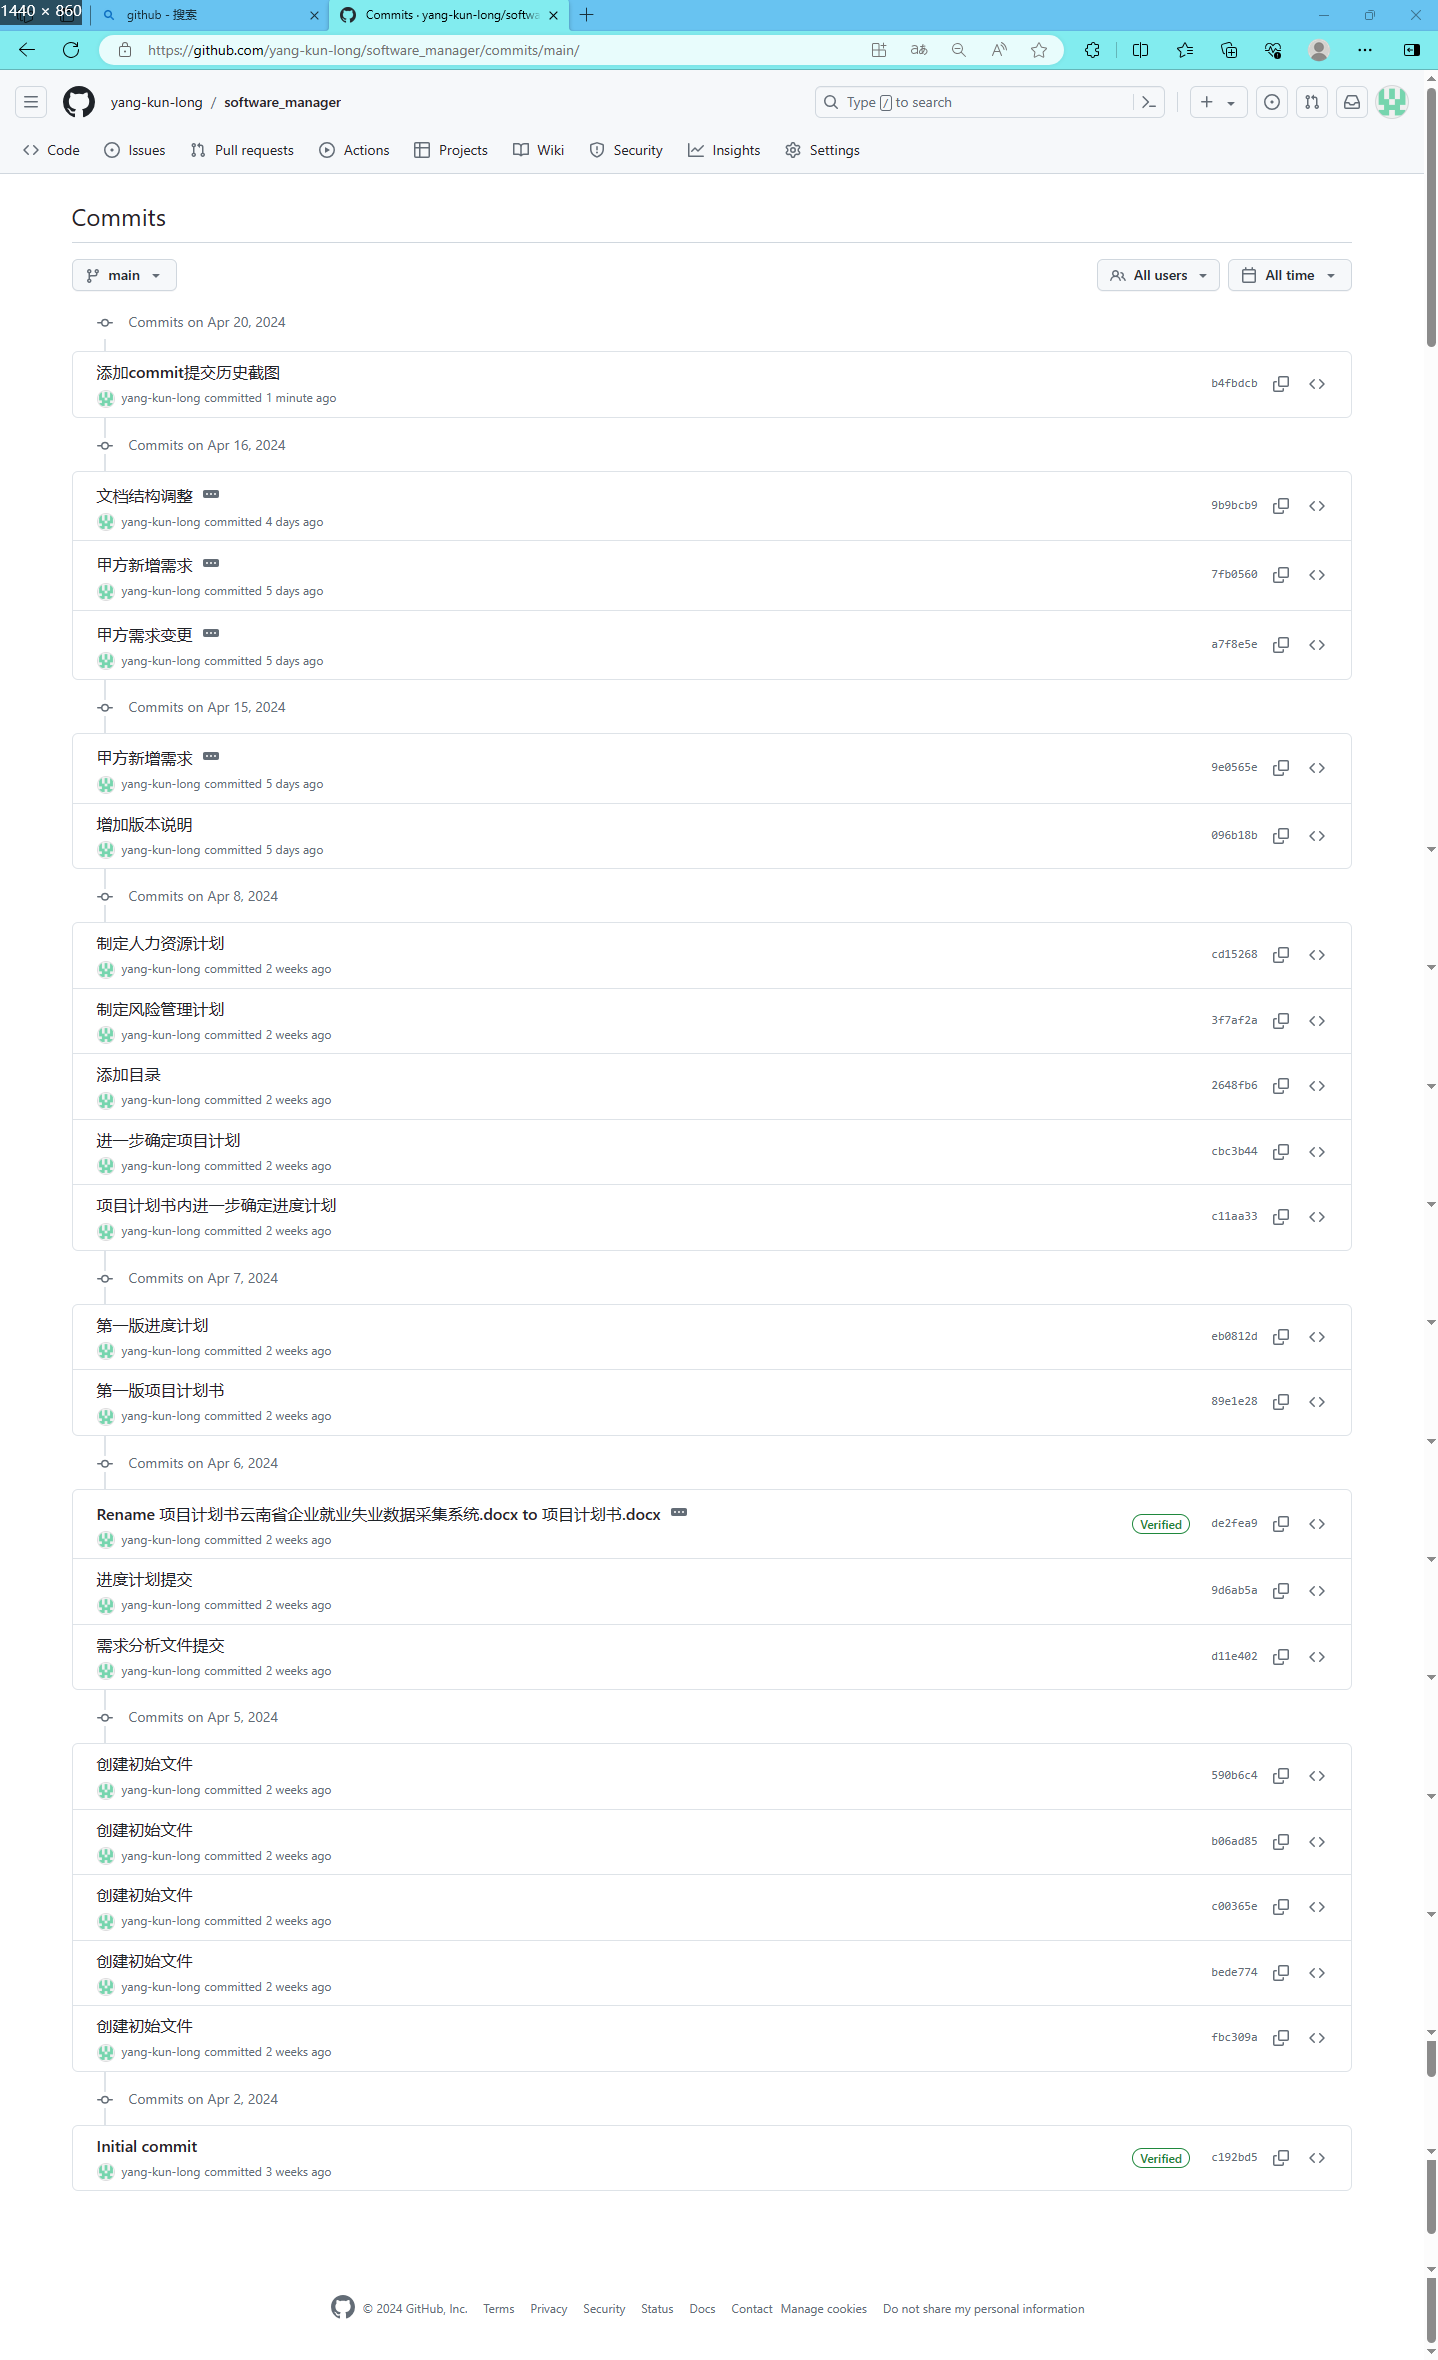 1440 × 860
github - 搜索
Commits · yang-kun-long/softwa
https://github.com/yang-kun-long/software_manager/commits/main/
yang-kun-long / software_manager
Type / to search
Code Issues Pull requests Actions Projects Wiki Security Insights Settings
Commits
main All users All time
Commits on Apr 20, 2024
添加commit提交历史截图
b4fbdcb
yang-kun-long committed 1 minute ago
Commits on Apr 16, 2024
文档结构调整
9b9bcb9
yang-kun-long committed 4 days ago
甲方新增需求
7fb0560
yang-kun-long committed 5 days ago
甲方需求变更
a7f8e5e
yang-kun-long committed 5 days ago
Commits on Apr 15, 2024
甲方新增需求
9e0565e
yang-kun-long committed 5 days ago
增加版本说明
096b18b
yang-kun-long committed 5 days ago
Commits on Apr 8, 2024
制定人力资源计划
cd15268
yang-kun-long committed 2 weeks ago
制定风险管理计划
3f7af2a
yang-kun-long committed 2 weeks ago
添加目录
2648fb6
yang-kun-long committed 2 weeks ago
进一步确定项目计划
cbc3b44
yang-kun-long committed 2 weeks ago
项目计划书内进一步确定进度计划
c11aa33
yang-kun-long committed 2 weeks ago
Commits on Apr 7, 2024
第一版进度计划
eb0812d
yang-kun-long committed 2 weeks ago
第一版项目计划书
89e1e28
yang-kun-long committed 2 weeks ago
Commits on Apr 6, 2024
Rename 项目计划书云南省企业就业失业数据采集系统.docx to 项目计划书.docx
Verified de2fea9
yang-kun-long committed 2 weeks ago
进度计划提交
9d6ab5a
yang-kun-long committed 2 weeks ago
需求分析文件提交
d11e402
yang-kun-long committed 2 weeks ago
Commits on Apr 5, 2024
创建初始文件
590b6c4
yang-kun-long committed 2 weeks ago
创建初始文件
b06ad85
yang-kun-long committed 2 weeks ago
创建初始文件
c00365e
yang-kun-long committed 2 weeks ago
创建初始文件
bede774
yang-kun-long committed 2 weeks ago
创建初始文件
fbc309a
yang-kun-long committed 2 weeks ago
Commits on Apr 2, 2024
Initial commit
Verified c192bd5
yang-kun-long committed 3 weeks ago
© 2024 GitHub, Inc. Terms Privacy Security Status Docs Contact Manage cookies Do not share my personal information